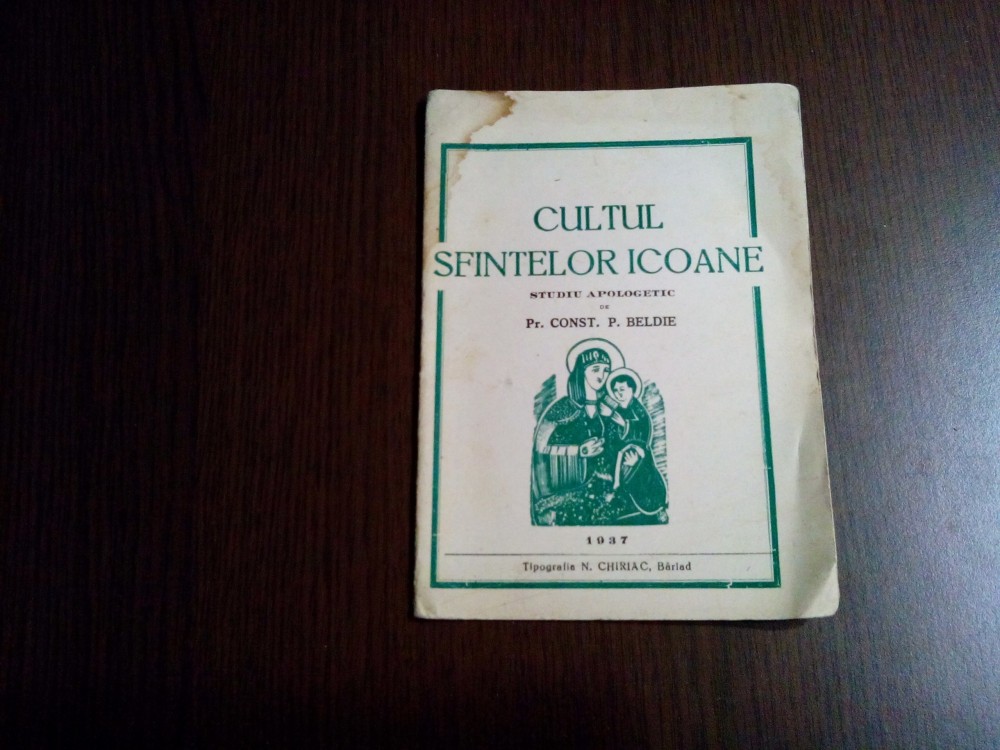 CULTUL
SFINTELOR ICOANE
STUDIU APOLOGETIC
DE
Pr. CONST. P. BELDIE
1937
Tipografia N. CHIRIAC, Bârlad